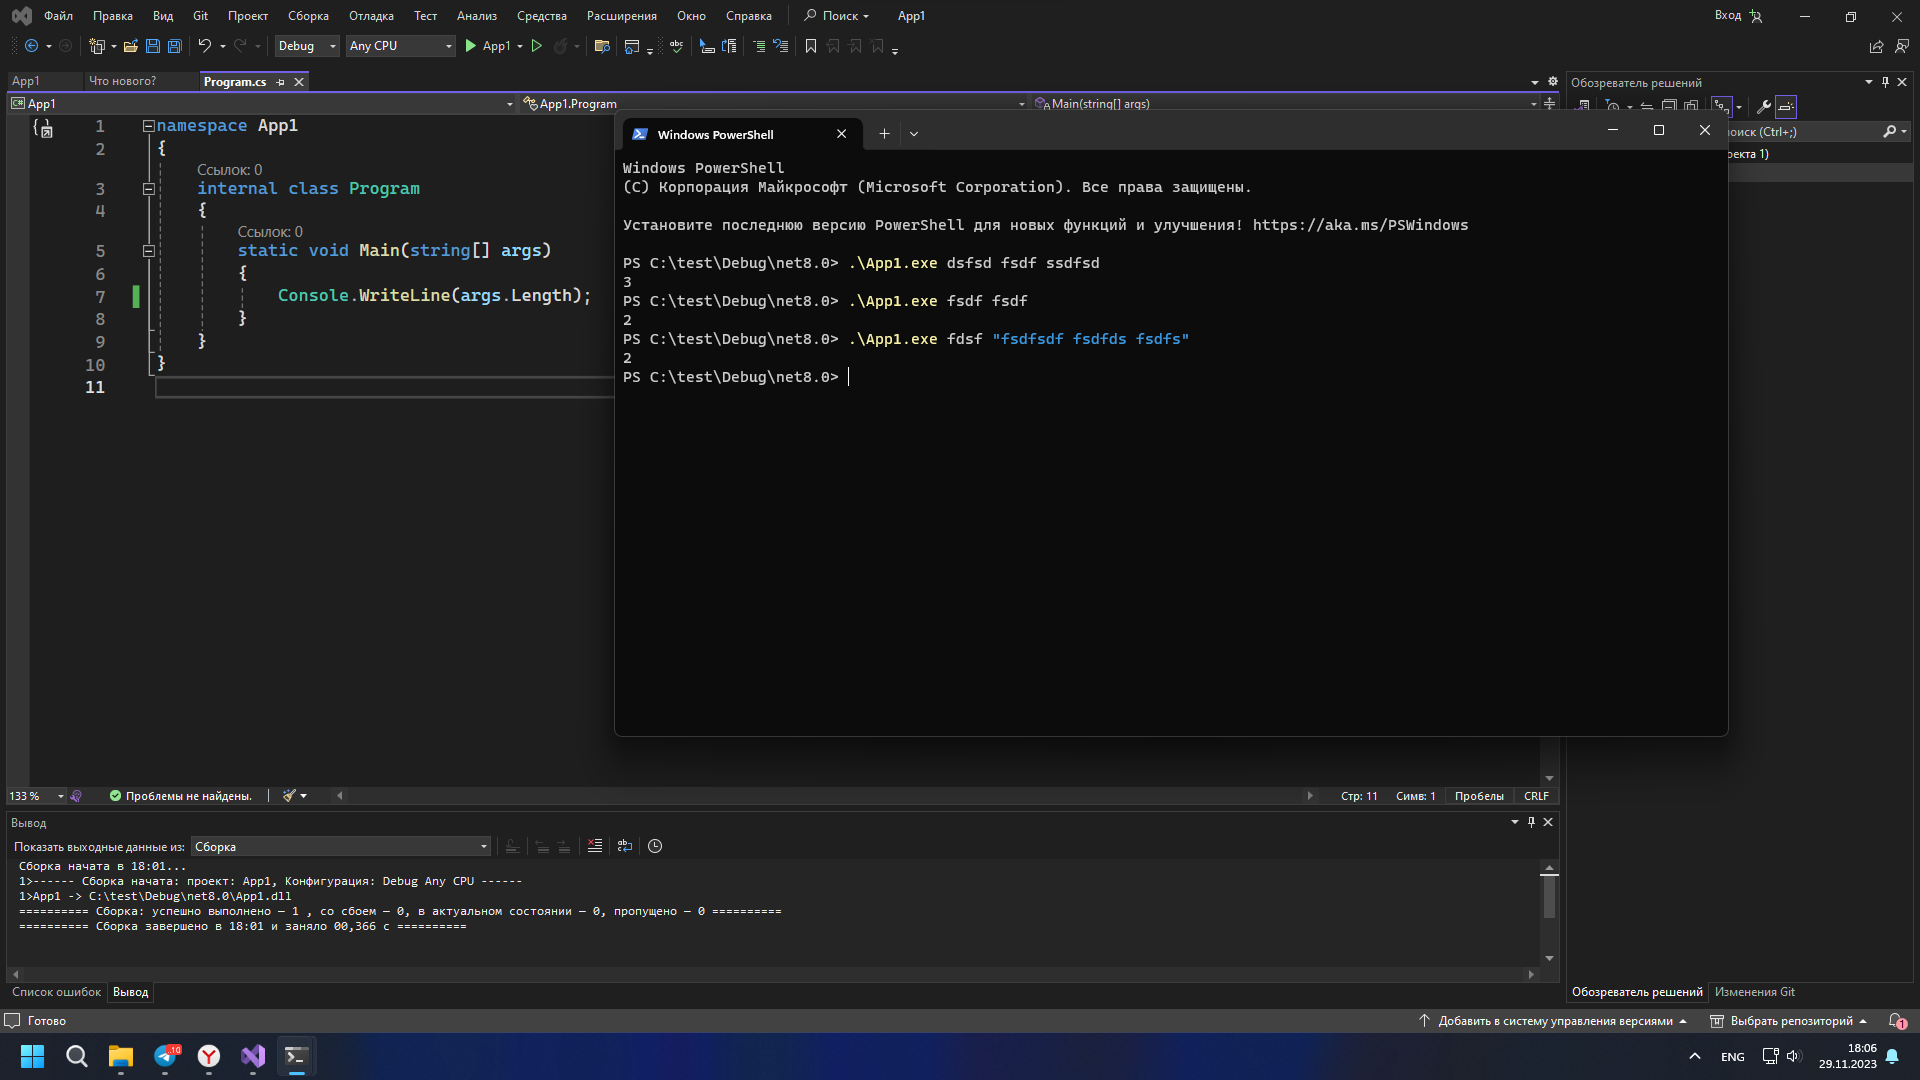 Файл Правка Вид Git Проект Сборка Отладка Тест Анализ Средства Расширения Окно Справка Поиск App1 Вход
Debug Any CPU App1
App1 Что нового? Program.cs Обозреватель решений
C# App1 App1.Program Main(string[] args)
оиск (Ctrl+;)
оекта 1)
1 namespace App1
2 {
Ссылок: 0
3 internal class Program
4 {
Ссылок: 0
5 static void Main(string[] args)
6 {
7 Console.WriteLine(args.Length);
8 }
9 }
10 }
11
Windows PowerShell
Windows PowerShell
(C) Корпорация Майкрософт (Microsoft Corporation). Все права защищены.
Установите последнюю версию PowerShell для новых функций и улучшения! https://aka.ms/PSWindows
PS C:\test\Debug\net8.0> .\App1.exe dsfsd fsdf ssdfsd
3
PS C:\test\Debug\net8.0> .\App1.exe fsdf fsdf
2
PS C:\test\Debug\net8.0> .\App1.exe fdsf "fsdfsdf fsdfds fsdfs"
2
PS C:\test\Debug\net8.0>
133 % Проблемы не найдены. Стр: 11 Симв: 1 Пробелы CRLF
Вывод
Показать выходные данные из: Сборка
Сборка начата в 18:01...
1>------ Сборка начата: проект: App1, Конфигурация: Debug Any CPU ------
1>App1 -> C:\test\Debug\net8.0\App1.dll
========== Сборка: успешно выполнено – 1 , со сбоем – 0, в актуальном состоянии – 0, пропущено – 0 ==========
========== Сборка завершено в 18:01 и заняло 00,366 с ==========
Список ошибок Вывод Обозреватель решений Изменения Git
Готово Добавить в систему управления версиями Выбрать репозиторий 1
ENG 18:06
29.11.2023